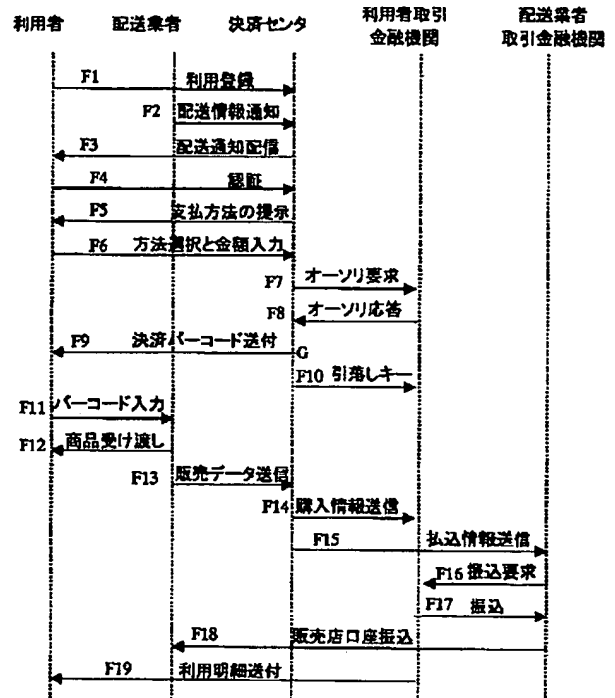 利用者
配送業者
決済センタ
利用者取引
金融機関
配送業者
取引金融機関
F1 利用登録
F2 配送情報通知
F3 配送通知配信
F4 認証
F5 支払方法の提示
F6 方法選択と金額入力
F7 オーソリ要求
F8 オーソリ応答
F9 決済バーコード送付
G
F10 引落しキー
F11 バーコード入力
F12 商品受け渡し
F13 販売データ送信
F14 購入情報送信
F15 払込情報送信
F16 振込要求
F17 振込
F18 販売店口座振込
F19 利用明細送付